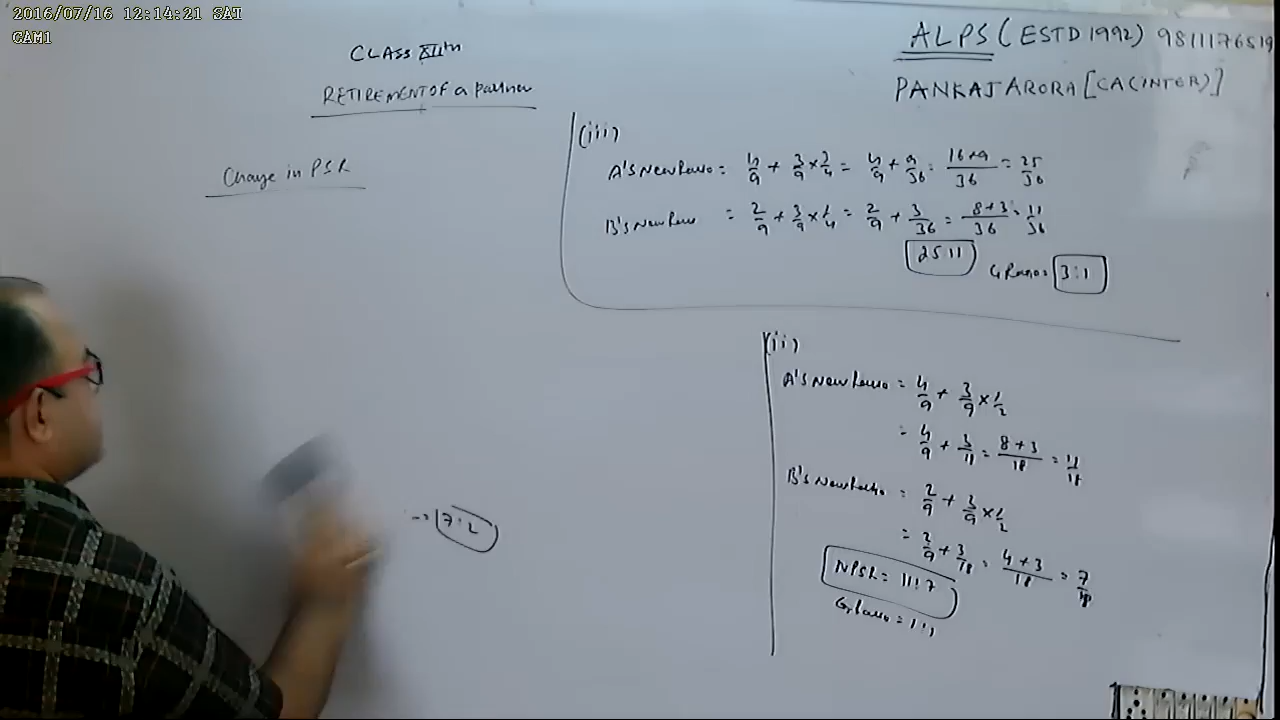 2016/07/16 12:14:21 SAT
CAM1
CLASS XIIth
RETIREMENT OF a Partner
ALPS (ESTD 1992) 9811176519
PANKAJ ARORA [CA(INTER)]
Change in PSR
(iii)
A's New Ratio = 4/9 + 3/9 × 3/4 = 4/9 + 9/36 = 16+9/36 = 25/36
B's New Ratio = 2/9 + 3/9 × 1/4 = 2/9 + 3/36 = 8+3/36 = 11/36
25:11
G Ratio = 3:1
(ii)
A's New Ratio = 4/9 + 3/9 × 1/2
= 4/9 + 3/18 = 8+3/18 = 11/18
B's New Ratio = 2/9 + 3/9 × 1/2
= 2/9 + 3/18 = 4+3/18 = 7/18
NPSR = 11:7
G. Ratio = 1:1
7:2